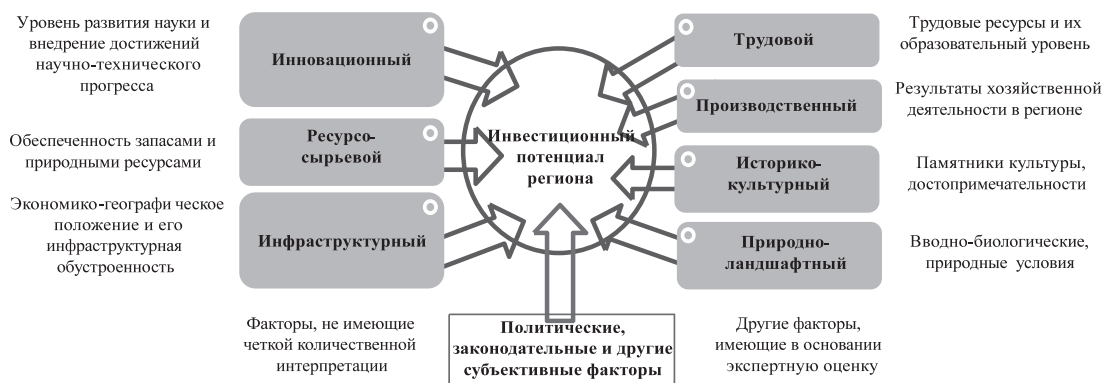 Уровень развития науки и
внедрение достижений
научно-технического
прогресса
Инновационный
Обеспеченность запасами и
природными ресурсами
Ресурсо-
сырьевой
Экономико-географи ческое
положение и его
инфраструктурная
обустроенность
Инфраструктурный
Инвестиционный
потенциал
региона
Трудовой
Трудовые ресурсы и их
образовательный уровень
Производственный
Результаты хозяйственной
деятельности в регионе
Историко-
культурный
Памятники культуры,
достопримечательности
Природно-
ландшафтный
Вводно-биологические,
природные условия
Факторы, не имеющие
четкой количественной
интерпретации
Политические,
законодательные и другие
субъективные факторы
Другие факторы,
имеющие в основании
экспертную оценку